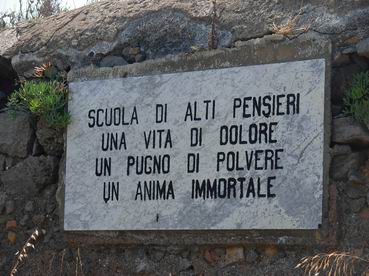 SCUOLA DI ALTI PENSIERI
UNA VITA DI DOLORE
UN PUGNO DI POLVERE
UN ANIMA IMMORTALE